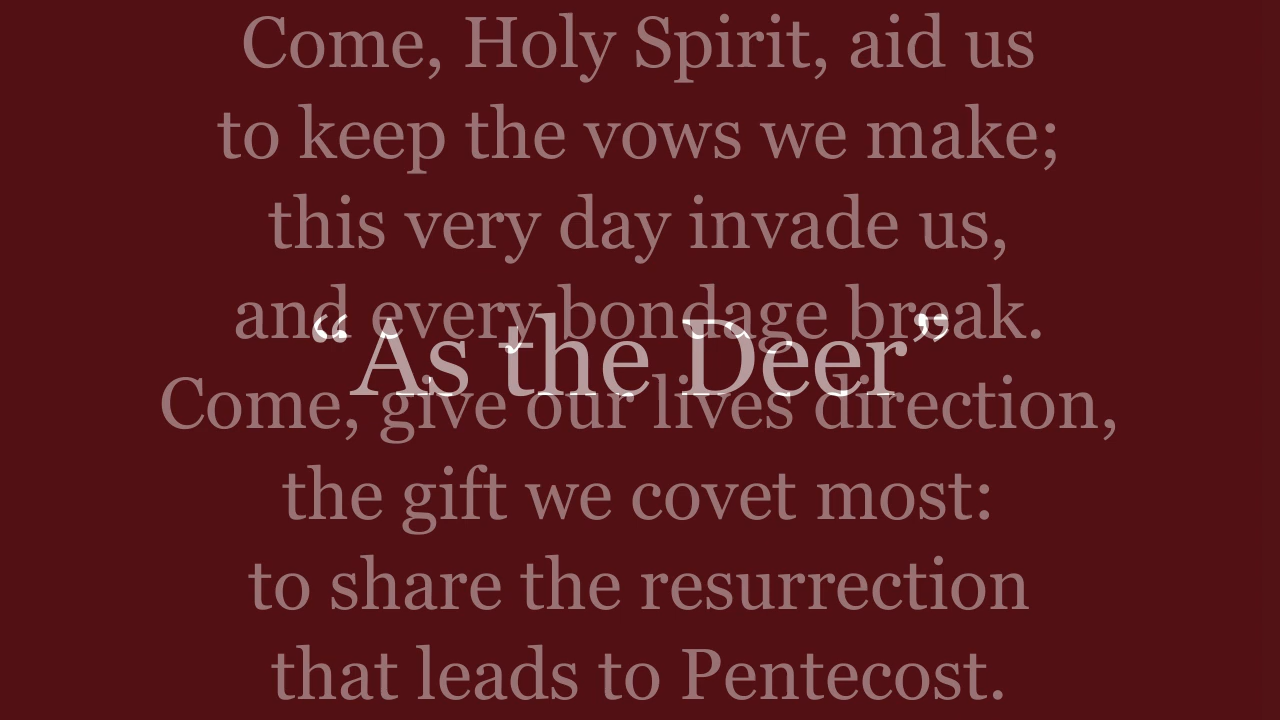 Come, Holy Spirit, aid us
to keep the vows we make;
this very day invade us,
and every bondage break.
“As the Deer”
Come, give our lives direction,
the gift we covet most:
to share the resurrection
that leads to Pentecost.